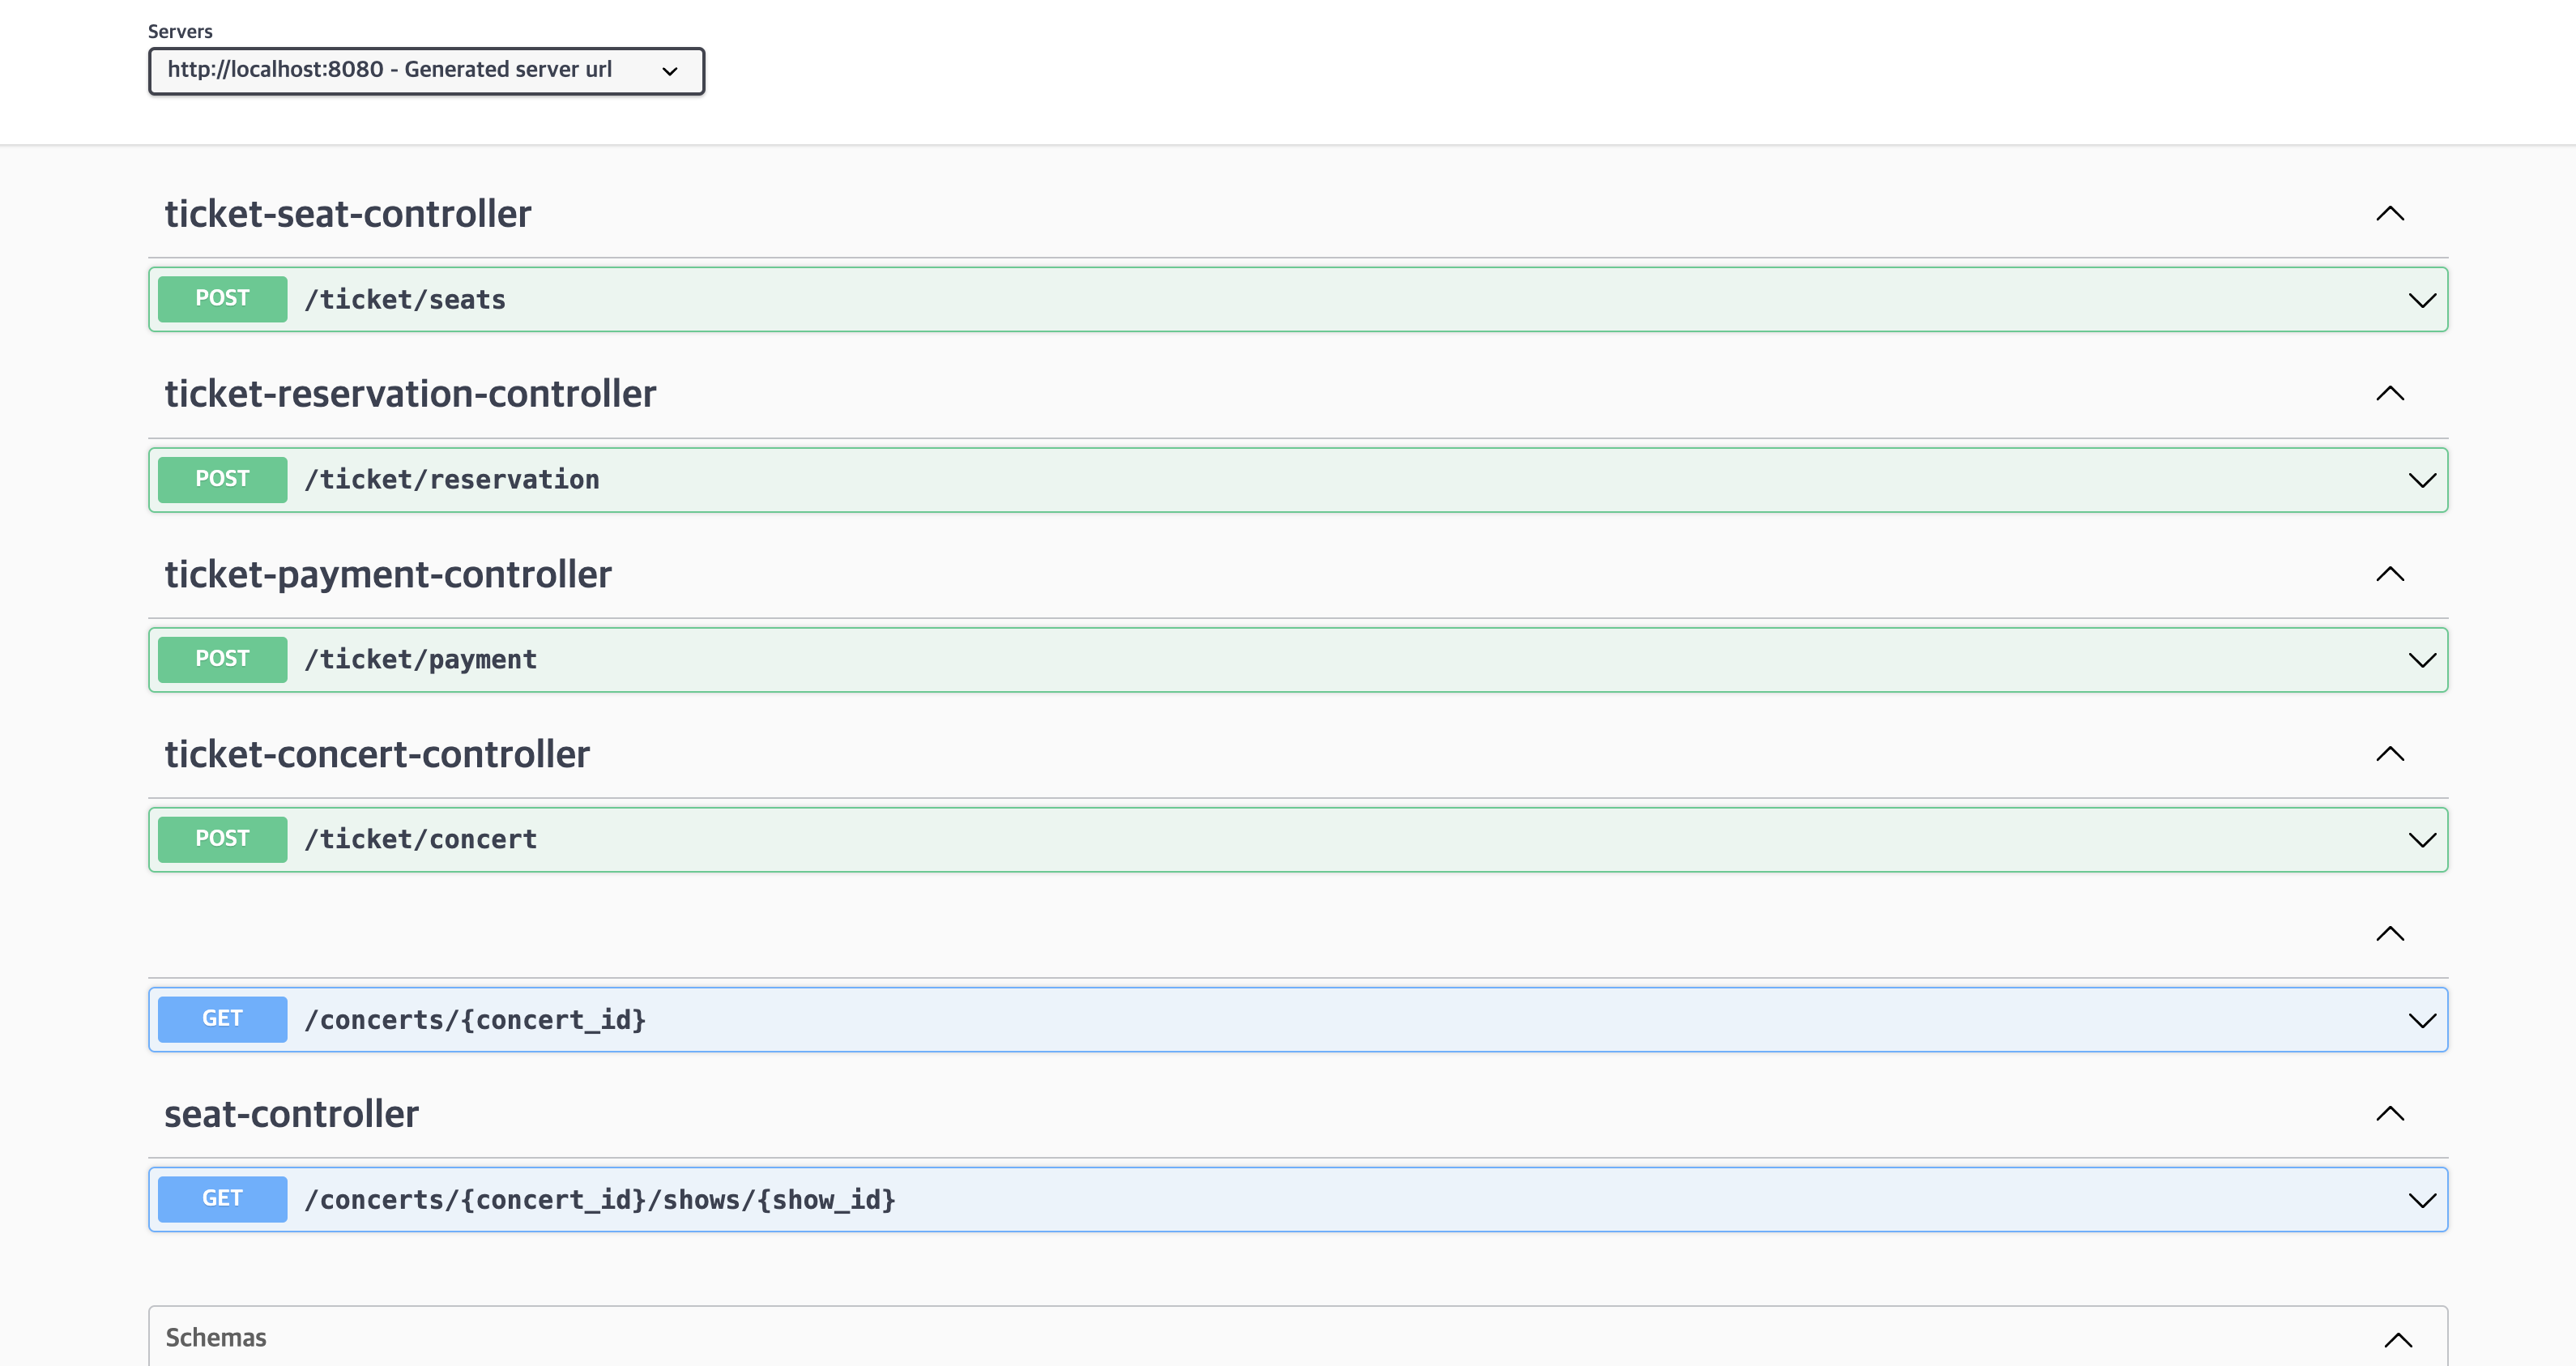 Servers
http://localhost:8080 - Generated server url
ticket-seat-controller
POST /ticket/seats
ticket-reservation-controller
POST /ticket/reservation
ticket-payment-controller
POST /ticket/payment
ticket-concert-controller
POST /ticket/concert
GET /concerts/{concert_id}
seat-controller
GET /concerts/{concert_id}/shows/{show_id}
Schemas